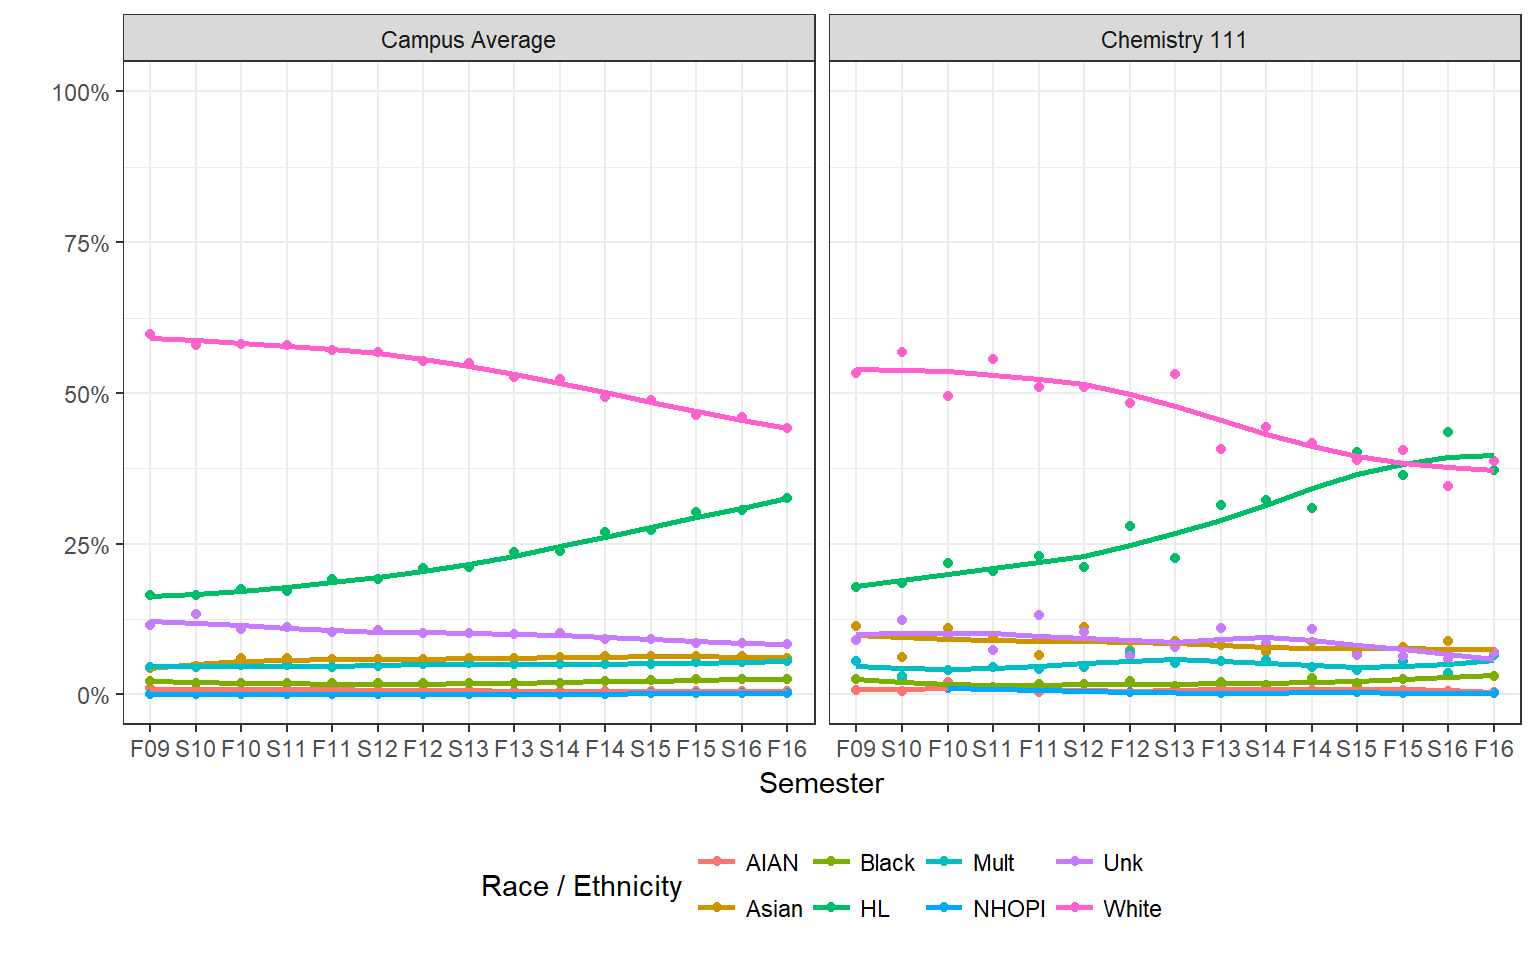 Campus Average
Chemistry 111
100%
75%
50%
25%
0%
F09 S10 F10 S11 F11 S12 F12 S13 F13 S14 F14 S15 F15 S16 F16
F09 S10 F10 S11 F11 S12 F12 S13 F13 S14 F14 S15 F15 S16 F16
Semester
Race / Ethnicity
AIAN Black Mult Unk
Asian HL NHOPI White